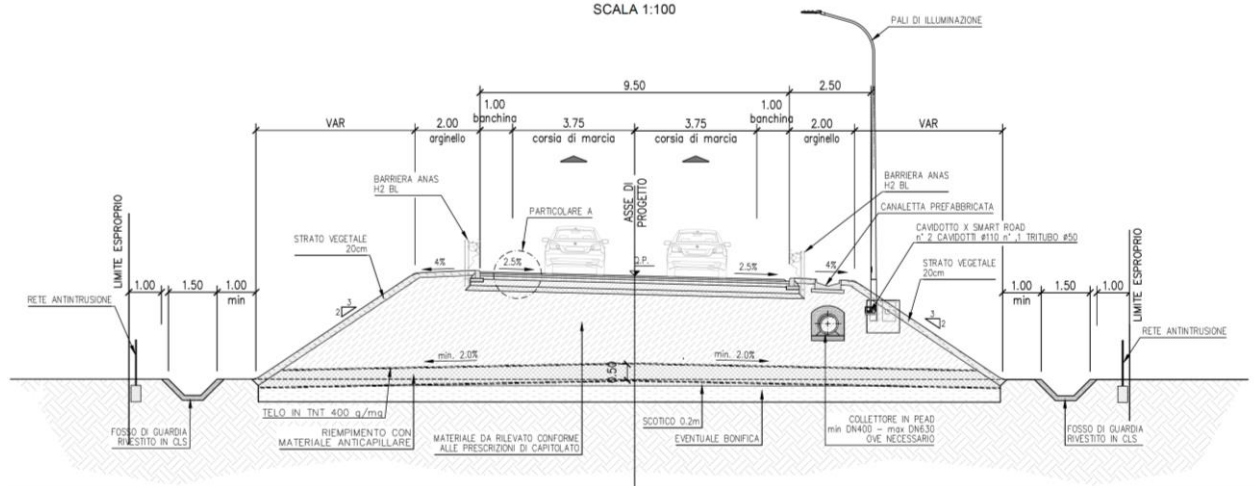 SCALA 1:100
PALI DI ILLUMINAZIONE
9.50
2.50
VAR
2.00
arginello
1.00
banchina
3.75
corsia di marcia
3.75
corsia di marcia
1.00
banchina
2.00
arginello
VAR
BARRIERA ANAS
H2 BL
PARTICOLARE A
ASSE DI
PROGETTO
BARRIERA ANAS
H2 BL
CANALETTA PREFABBRICATA
CAVIDOTTO X SMART ROAD
n° 2 CAVIDOTTI ø110 n° ,1 TRITUBO ø50
LIMITE ESPROPRIO
STRATO VEGETALE
20cm
4%
2.5%
Q.P.
2.5%
4%
STRATO VEGETALE
20cm
LIMITE ESPROPRIO
1.00
1.50
1.00
min
1.00
min
1.50
1.00
RETE ANTINTRUSIONE
3
2
3
2
RETE ANTINTRUSIONE
min. 2.0%
0.50
min. 2.0%
TELO IN TNT 400 g/mq
SCOTICO 0.2m
FOSSO DI GUARDIA
RIVESTITO IN CLS
RIEMPIMENTO CON
MATERIALE ANTICAPILLARE
MATERIALE DA RILEVATO CONFORME
ALLE PRESCRIZIONI DI CAPITOLATO
EVENTUALE BONIFICA
COLLETTORE IN PEAD
min DN400 – max DN630
OVE NECESSARIO
FOSSO DI GUARDIA
RIVESTITO IN CLS